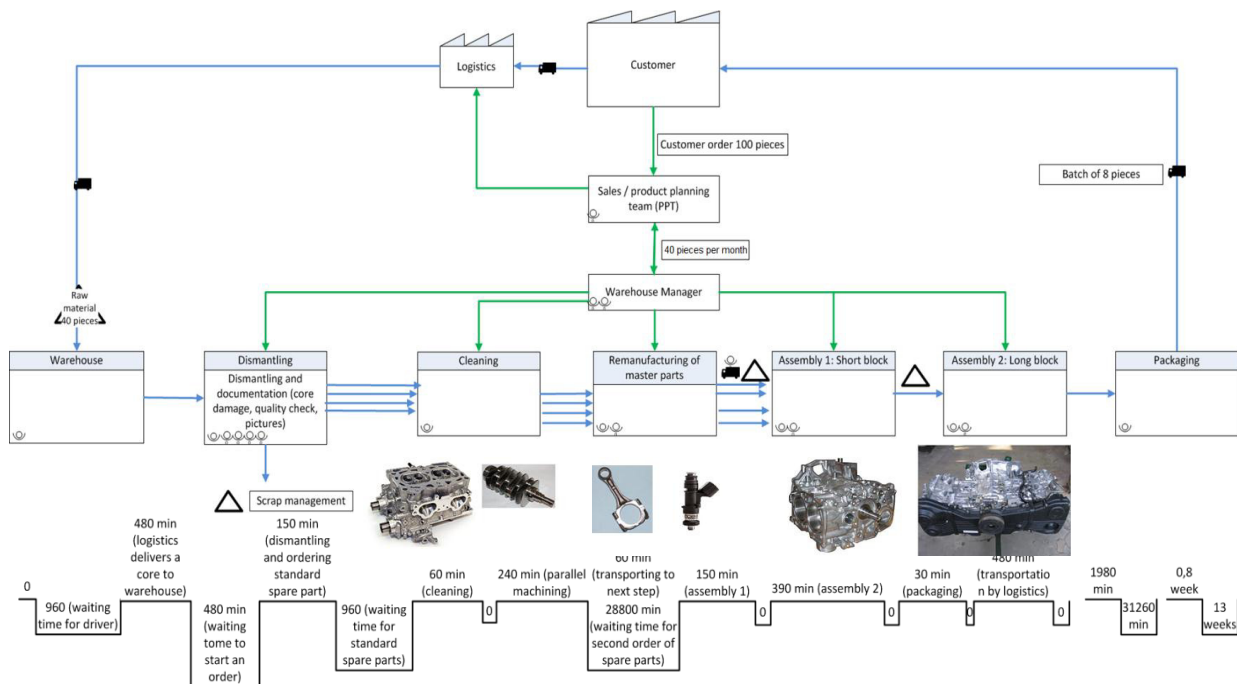 Logistics
Customer
Customer order 100 pieces
Batch of 8 pieces
Sales / product planning
team (PPT)
40 pieces per month
Warehouse Manager
Raw
material
40 pieces
Warehouse
Dismantling
Dismantling and
documentation (core
damage, quality check,
pictures)
Cleaning
Remanufacturing of
master parts
Assembly 1: Short block
Assembly 2: Long block
Packaging
Scrap management
0
960 (waiting
time for driver)
480 min
(logistics
delivers a
core to
warehouse)
480 min
(waiting
tome to
start an
order)
150 min
(dismantling
and ordering
standard
spare part)
960 (waiting
time for
standard
spare parts)
60 min
(cleaning)
0
240 min (parallel
machining)
60 min
(transporting to
next step)
28800 min
(waiting time for
second order of
spare parts)
150 min
(assembly 1)
0
390 min (assembly 2)
0
30 min
(packaging)
0
480 min
(transportatio
n by logistics)
0
1980
min
31260
min
0,8
week
13
weeks